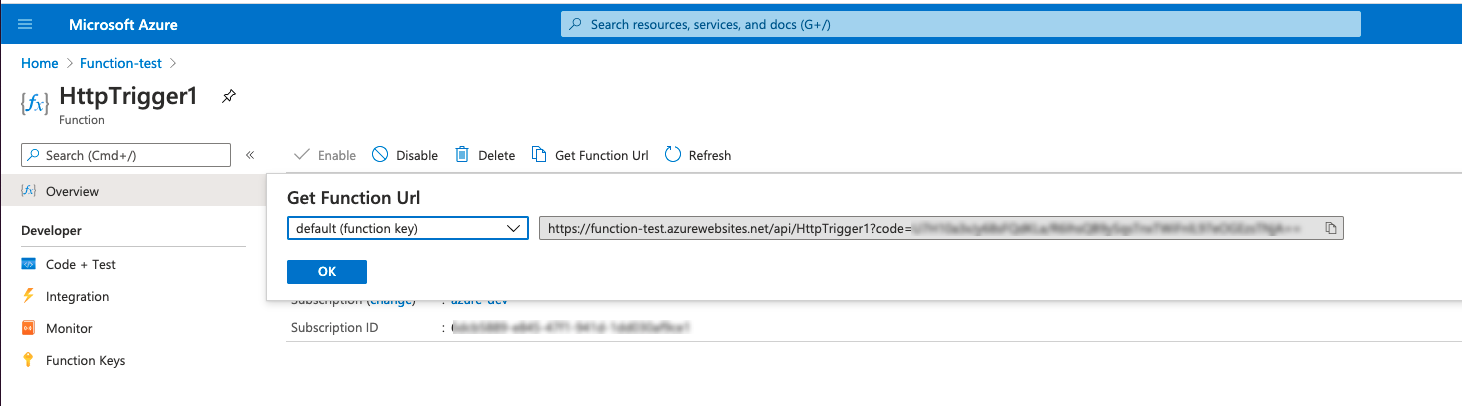 Microsoft Azure
Search resources, services, and docs (G+/)
Home > Function-test >
{fx} HttpTrigger1
Function
Search (Cmd+/)
«
Enable Disable Delete Get Function Url Refresh
{fx} Overview
Developer
Code + Test
Integration
Monitor
Function Keys
Get Function Url
default (function key)
https://function-test.azurewebsites.net/api/HttpTrigger1?code=
OK
Subscription (change) : azure-dev
Subscription ID :